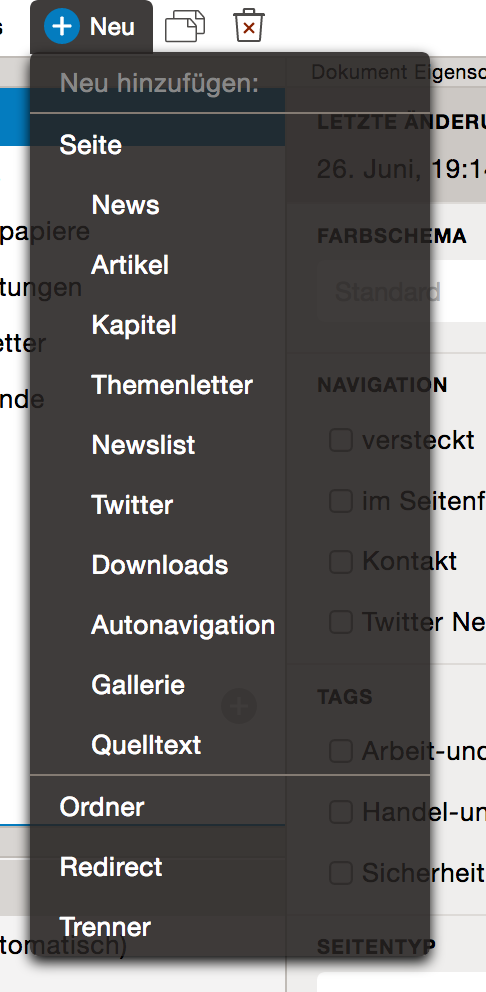 s
Neu
Neu hinzufügen:
Seite
News
Artikel
Kapitel
Themenletter
Newslist
Twitter
Downloads
Autonavigation
Gallerie
Quelltext
Ordner
Redirect
Trenner
papiere
tungen
etter
nde
tomatisch)
Dokument Eigensc
LETZTE ÄNDERU
26. Juni, 19:14
FARBSCHEMA
Standard
NAVIGATION
versteckt
im Seitenf
Kontakt
Twitter Ne
TAGS
Arbeit-und
Handel-un
Sicherheit
SEITENTYP